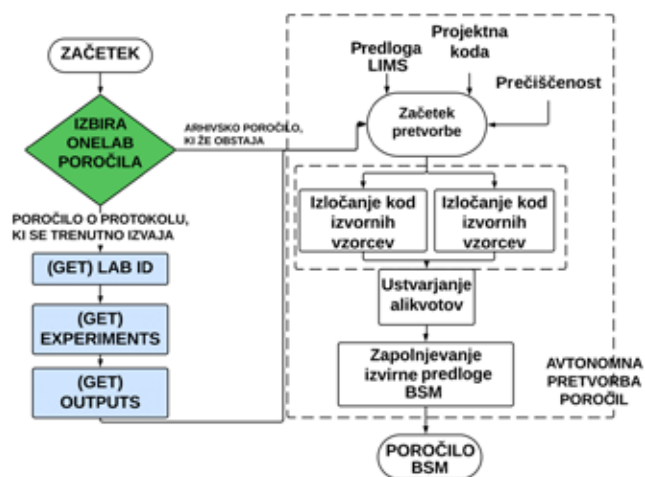 ZAČETEK
IZBIRA
ONELAB
POROČILA
ARHIVSKO POROČILO,
KI ŽE OBSTAJA
POROČILO O PROTOKOLU,
KI SE TRENUTNO IZVAJA
(GET) LAB ID
(GET)
EXPERIMENTS
(GET)
OUTPUTS
Predloga
LIMS
Projektna
koda
Prečiščenost
Začetek
pretvorbe
Izločanje kod
izvornih
vzorcev
Izločanje kod
izvornih
vzorcev
Ustvarjanje
alikvotov
Zapolnjevanje
izvirne predloge
BSM
AVTONOMNA
PRETVORBA
POROČIL
POROČILO
BSM